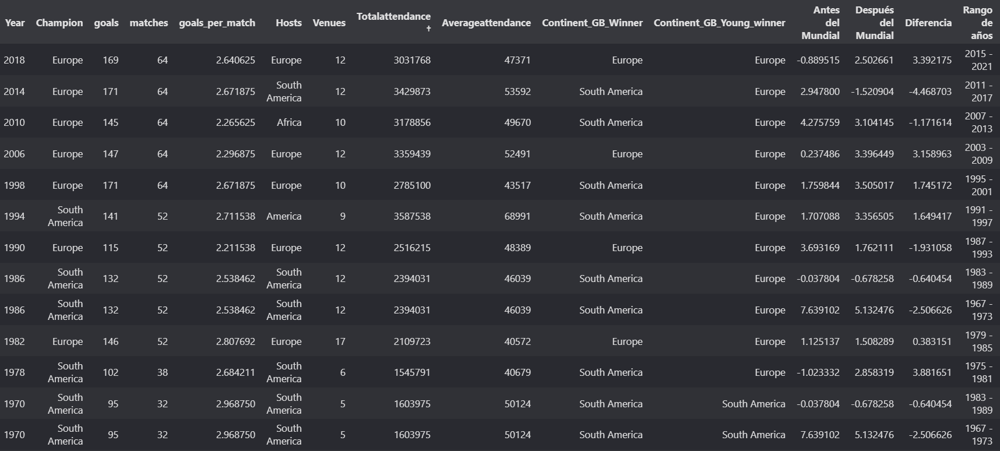 Year Champion goals matches goals_per_match Hosts Venues Totalattendance † Averageattendance Continent_GB_Winner Continent_GB_Young_winner Antes del Mundial Después del Mundial Diferencia Rango de años
2018 Europe 169 64 2.640625 Europe 12 3031768 47371 Europe Europe -0.889515 2.502661 3.392175 2015 - 2021
2014 Europe 171 64 2.671875 South America 12 3429873 53592 South America Europe 2.947800 -1.520904 -4.468703 2011 - 2017
2010 Europe 145 64 2.265625 Africa 10 3178856 49670 South America Europe 4.275759 3.104145 -1.171614 2007 - 2013
2006 Europe 147 64 2.296875 Europe 12 3359439 52491 Europe Europe 0.237486 3.396449 3.158963 2003 - 2009
1998 Europe 171 64 2.671875 Europe 10 2785100 43517 South America Europe 1.759844 3.505017 1.745172 1995 - 2001
1994 South America 141 52 2.711538 America 9 3587538 68991 South America Europe 1.707088 3.356505 1.649417 1991 - 1997
1990 Europe 115 52 2.211538 Europe 12 2516215 48389 Europe Europe 3.693169 1.762111 -1.931058 1987 - 1993
1986 South America 132 52 2.538462 South America 12 2394031 46039 South America Europe -0.037804 -0.678258 -0.640454 1983 - 1989
1986 South America 132 52 2.538462 South America 12 2394031 46039 South America Europe 7.639102 5.132476 -2.506626 1967 - 1973
1982 Europe 146 52 2.807692 Europe 17 2109723 40572 Europe Europe 1.125137 1.508289 0.383151 1979 - 1985
1978 South America 102 38 2.684211 South America 6 1545791 40679 South America Europe -1.023332 2.858319 3.881651 1975 - 1981
1970 South America 95 32 2.968750 South America 5 1603975 50124 South America South America -0.037804 -0.678258 -0.640454 1983 - 1989
1970 South America 95 32 2.968750 South America 5 1603975 50124 South America South America 7.639102 5.132476 -2.506626 1967 - 1973